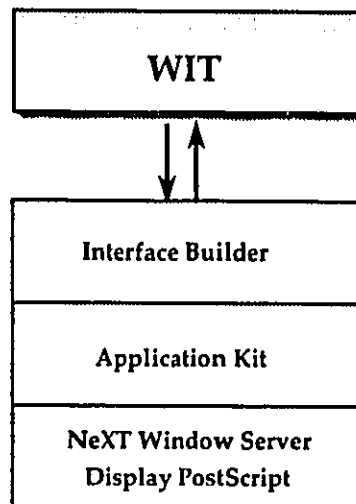 WIT
Interface Builder
Application Kit
NeXT Window Server
Display PostScript